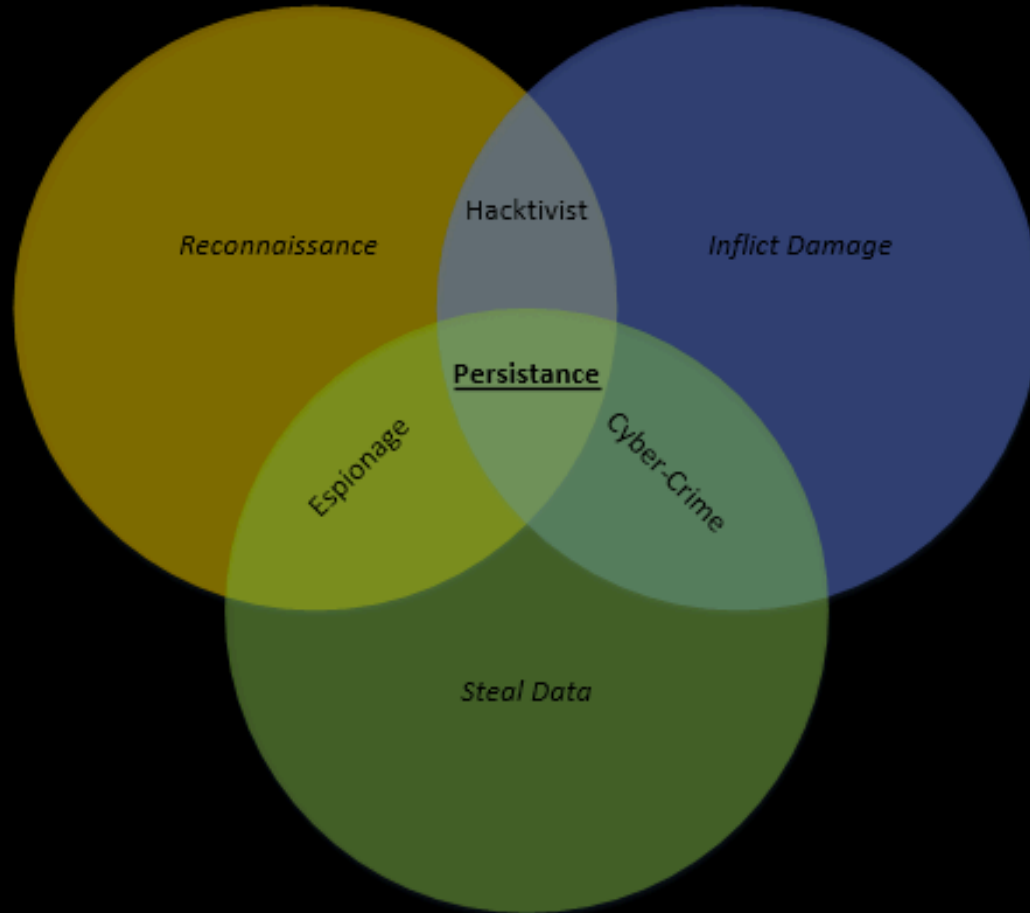 Hacktivist
Reconnaissance
Inflict Damage
Persistance
Espionage
Cyber-Crime
Steal Data